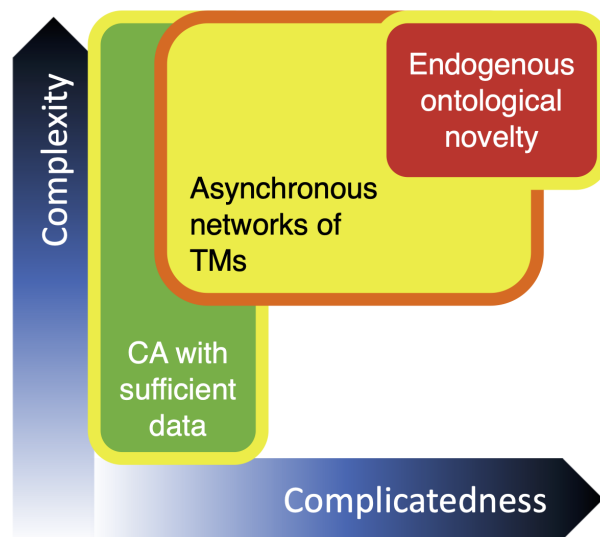 Endogenous
ontological
novelty
Complexity
Asynchronous
networks of
TMs
CA with
sufficient
data
Complicatedness